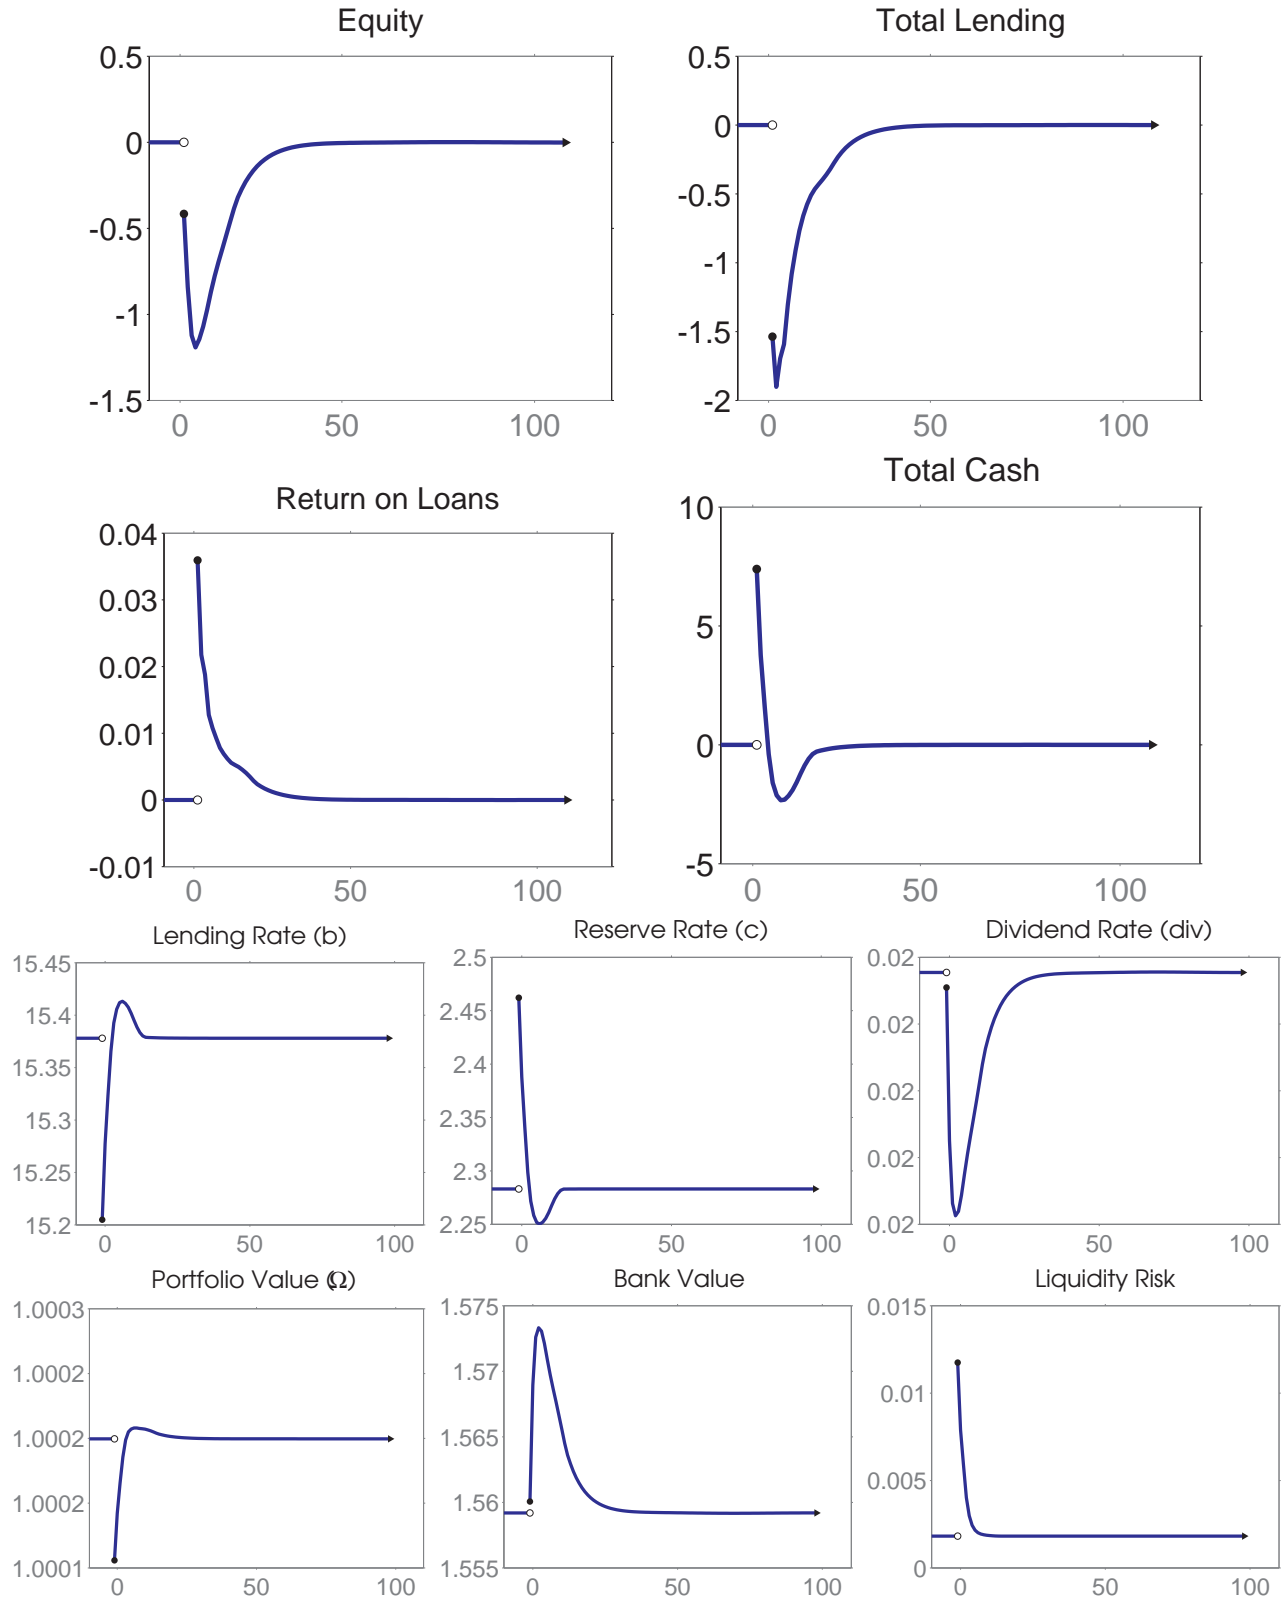 Equity
0.5
0
-0.5
-1
-1.5
0 50 100
Total Lending
0.5
0
-0.5
-1
-1.5
-2
0 50 100
Return on Loans
0.04
0.03
0.02
0.01
0
-0.01
0 50 100
Total Cash
10
5
0
-5
0 50 100
Lending Rate (b)
15.45
15.4
15.35
15.3
15.25
15.2
0 50 100
Reserve Rate (c)
2.5
2.45
2.4
2.35
2.3
2.25
0 50 100
Dividend Rate (div)
0.02
0.02
0.02
0.02
0.02
0 50 100
Portfolio Value (Ω)
1.0003
1.0002
1.0002
1.0002
1.0001
0 50 100
Bank Value
1.575
1.57
1.565
1.56
1.555
0 50 100
Liquidity Risk
0.015
0.01
0.005
0
0 50 100